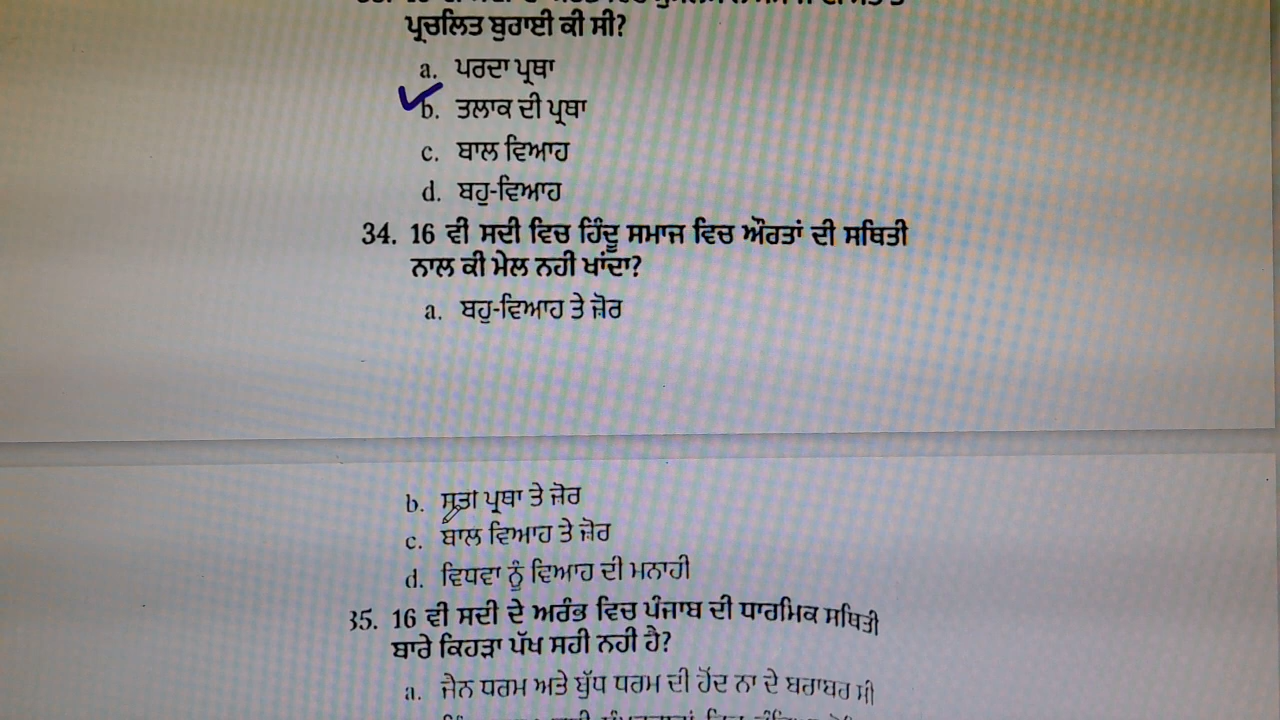 ਪ੍ਰਚਲਿਤ ਬੁਰਾਈ ਕੀ ਸੀ?
a. ਪਰਦਾ ਪ੍ਰਥਾ
b. ਤਲਾਕ ਦੀ ਪ੍ਰਥਾ
c. ਬਾਲ ਵਿਆਹ
d. ਬਹੁ-ਵਿਆਹ
34. 16 ਵੀ ਸਦੀ ਵਿਚ ਹਿੰਦੂ ਸਮਾਜ ਵਿਚ ਔਰਤਾਂ ਦੀ ਸਥਿਤੀ
ਨਾਲ ਕੀ ਮੇਲ ਨਹੀ ਖਾਂਦਾ?
a. ਬਹੁ-ਵਿਆਹ ਤੇ ਜ਼ੋਰ
b. ਸਤੀ ਪ੍ਰਥਾ ਤੇ ਜ਼ੋਰ
c. ਬਾਲ ਵਿਆਹ ਤੇ ਜ਼ੋਰ
d. ਵਿਧਵਾ ਨੂੰ ਵਿਆਹ ਦੀ ਮਨਾਹੀ
35. 16 ਵੀ ਸਦੀ ਦੇ ਅਰੰਭ ਵਿਚ ਪੰਜਾਬ ਦੀ ਧਾਰਮਿਕ ਸਥਿਤੀ
ਬਾਰੇ ਕਿਹੜਾ ਪੱਖ ਸਹੀ ਨਹੀ ਹੈ?
a. ਜੈਨ ਧਰਮ ਅਤੇ ਬੁੱਧ ਧਰਮ ਦੀ ਹੋਂਦ ਨਾ ਦੇ ਬਰਾਬਰ ਸੀ